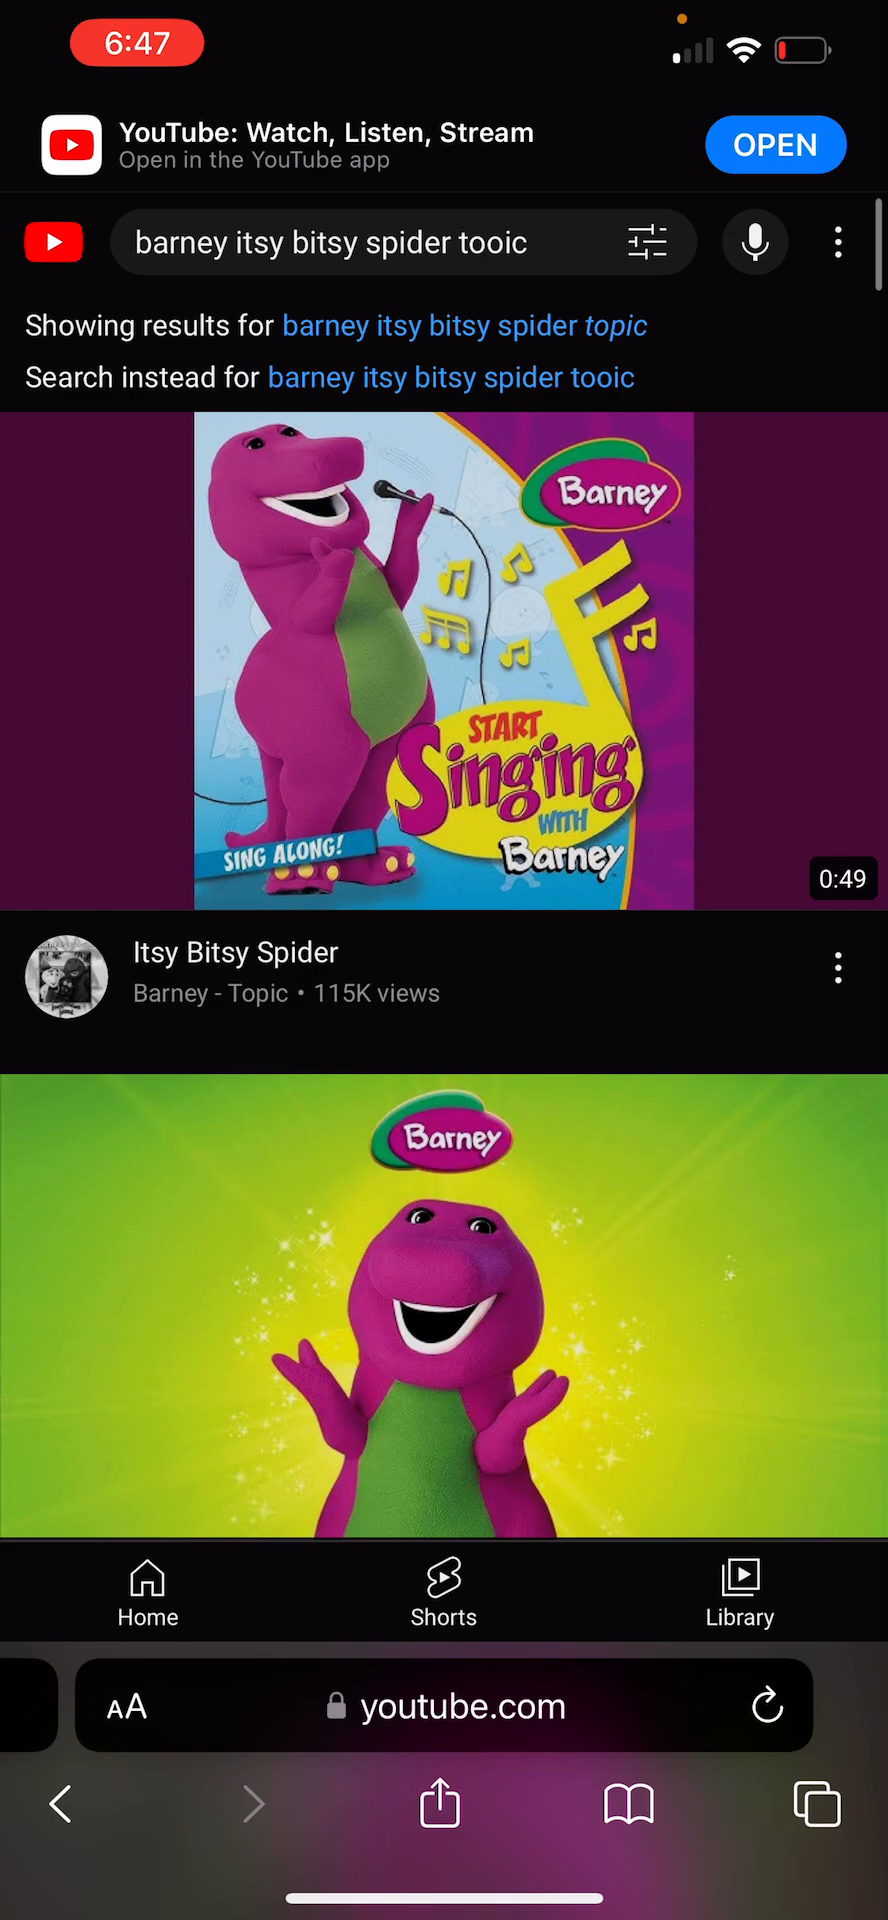 6:47
YouTube: Watch, Listen, Stream
Open in the YouTube app
OPEN
barney itsy bitsy spider tooic
Showing results for barney itsy bitsy spider topic
Search instead for barney itsy bitsy spider tooic
Barney
START
Singing
WITH
Barney
SING ALONG!
0:49
Itsy Bitsy Spider
Barney - Topic • 115K views
Barney
Home
Shorts
Library
AA
youtube.com